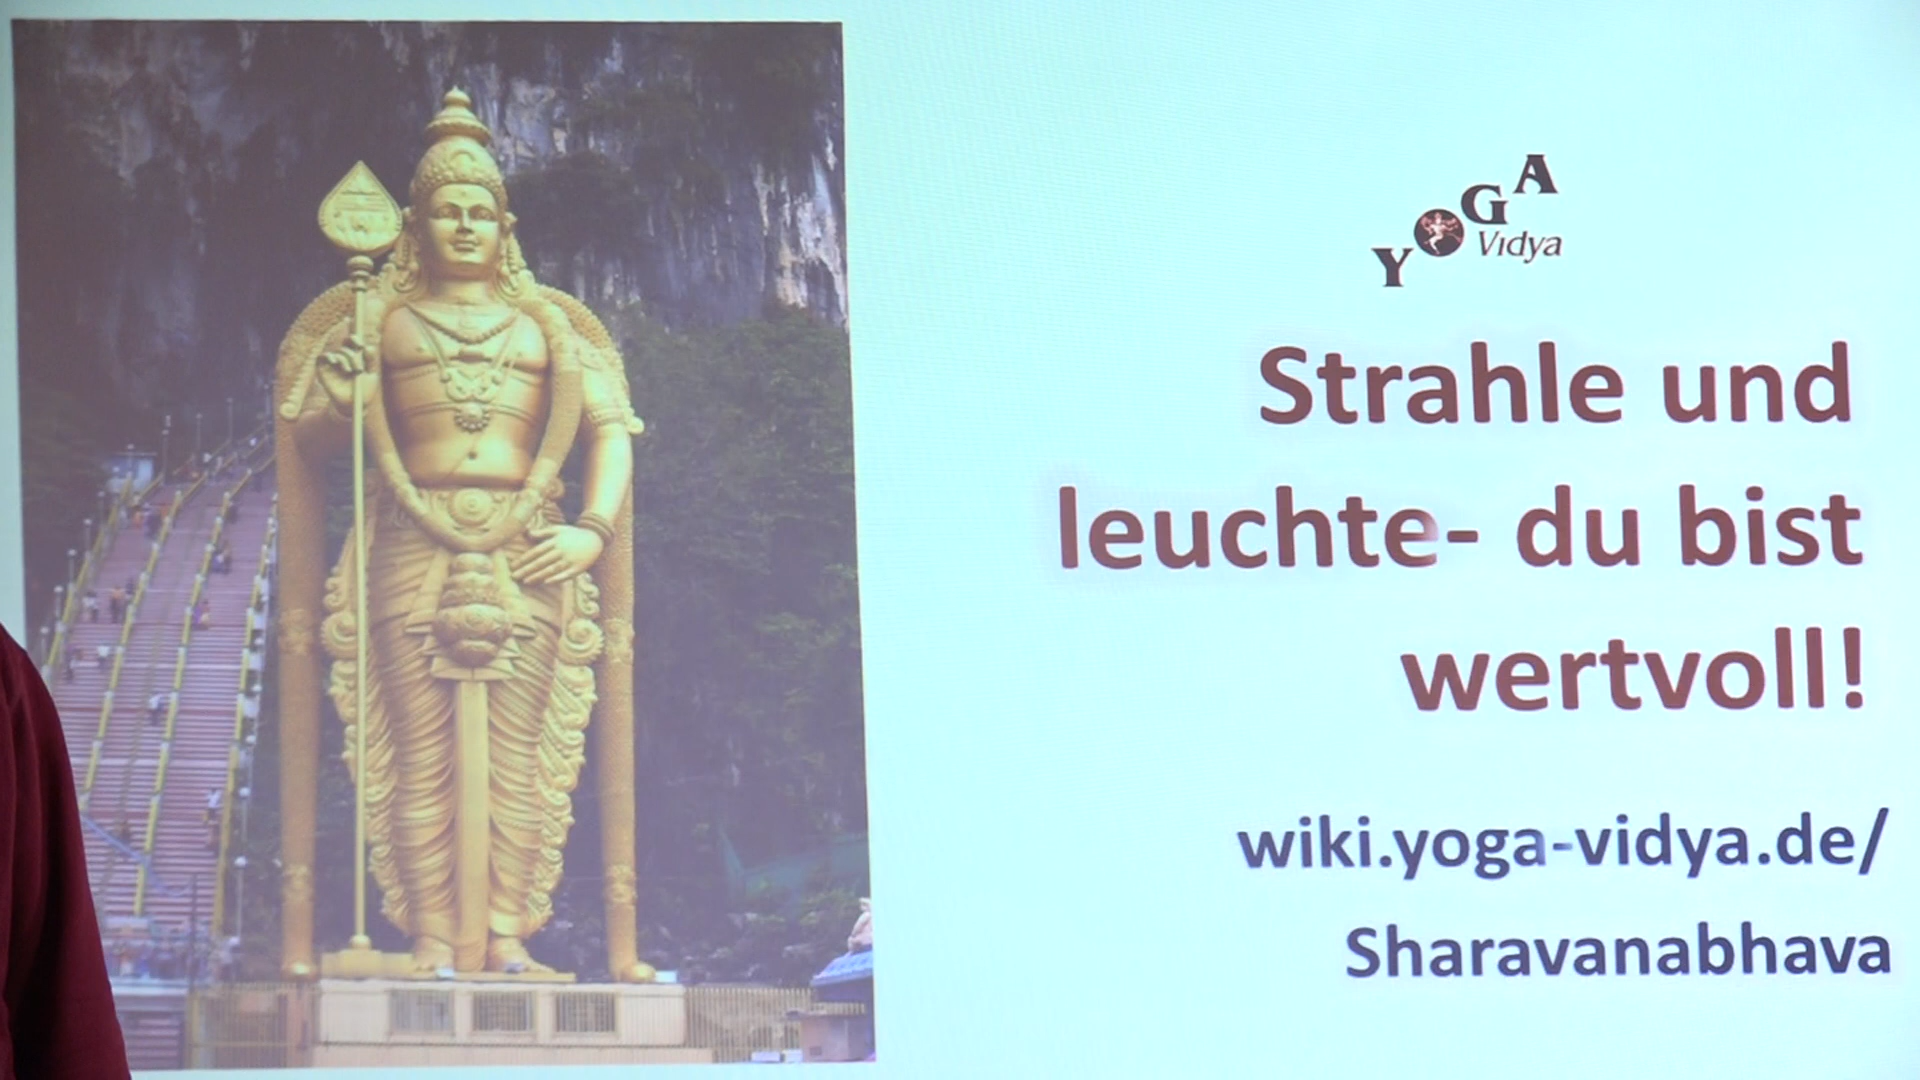 YOGA
Vidya
Strahle und
leuchte- du bist
wertvoll!
wiki.yoga-vidya.de/
Sharavanabhava